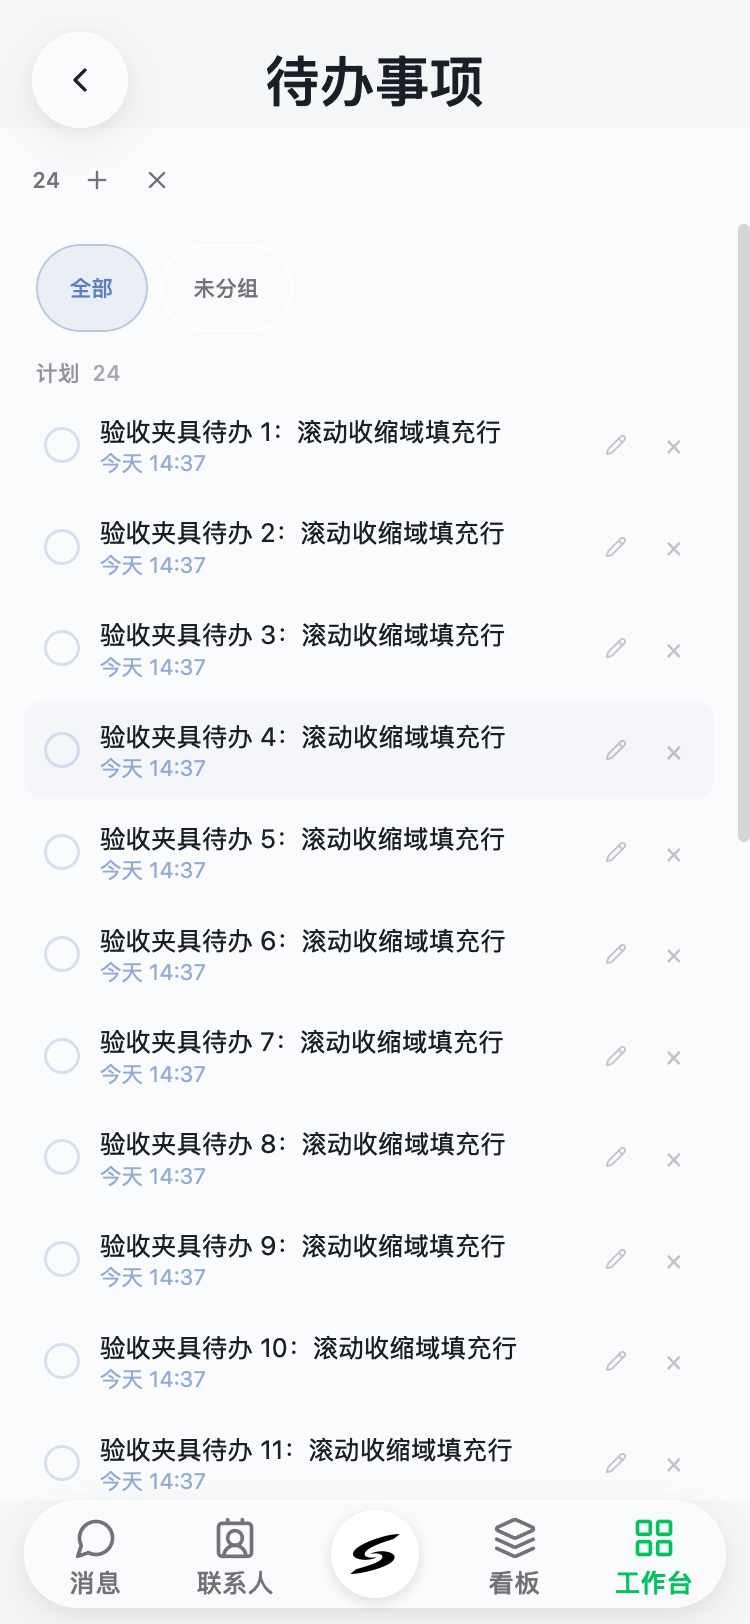 待办事项
24
全部 未分组
计划 24
验收夹具待办 1：滚动收缩域填充行
今天 14:37
验收夹具待办 2：滚动收缩域填充行
今天 14:37
验收夹具待办 3：滚动收缩域填充行
今天 14:37
验收夹具待办 4：滚动收缩域填充行
今天 14:37
验收夹具待办 5：滚动收缩域填充行
今天 14:37
验收夹具待办 6：滚动收缩域填充行
今天 14:37
验收夹具待办 7：滚动收缩域填充行
今天 14:37
验收夹具待办 8：滚动收缩域填充行
今天 14:37
验收夹具待办 9：滚动收缩域填充行
今天 14:37
验收夹具待办 10：滚动收缩域填充行
今天 14:37
验收夹具待办 11：滚动收缩域填充行
今天 14:37
消息 联系人 看板 工作台